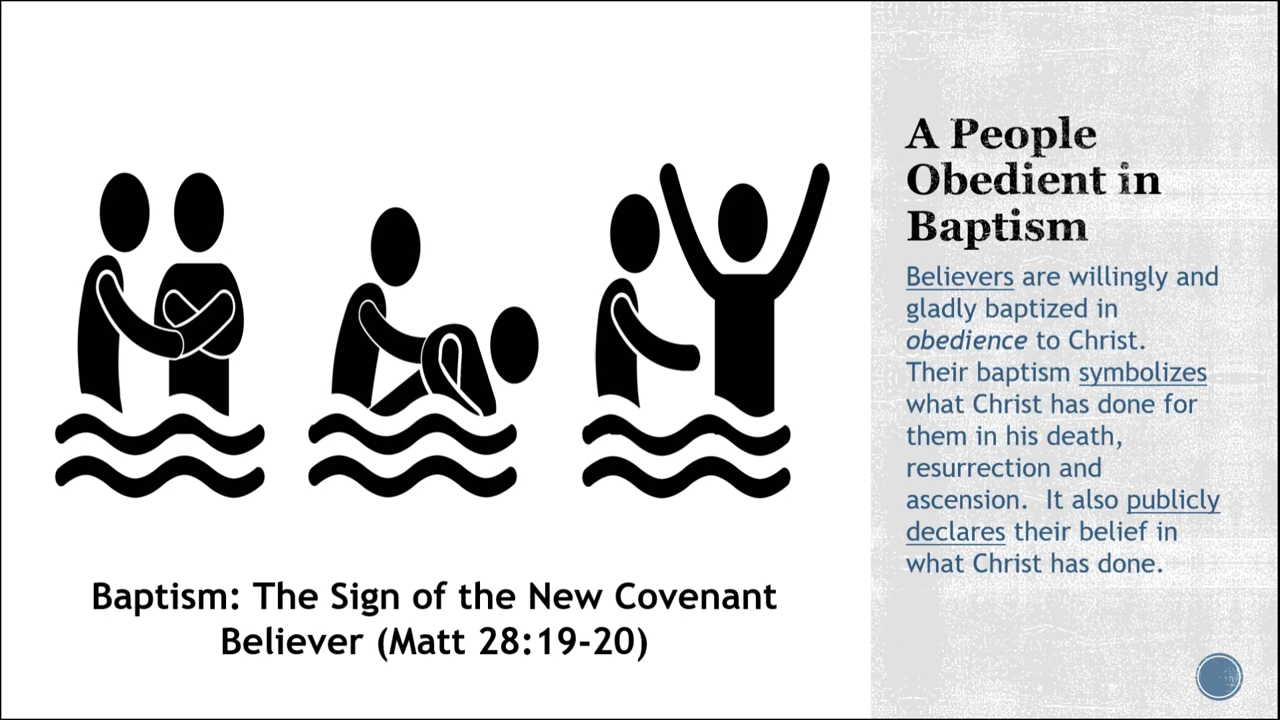 A People
Obedient in
Baptism
Believers are willingly and
gladly baptized in
obedience to Christ.
Their baptism symbolizes
what Christ has done for
them in his death,
resurrection and
ascension.  It also publicly
declares their belief in
what Christ has done.
Baptism: The Sign of the New Covenant
Believer (Matt 28:19-20)